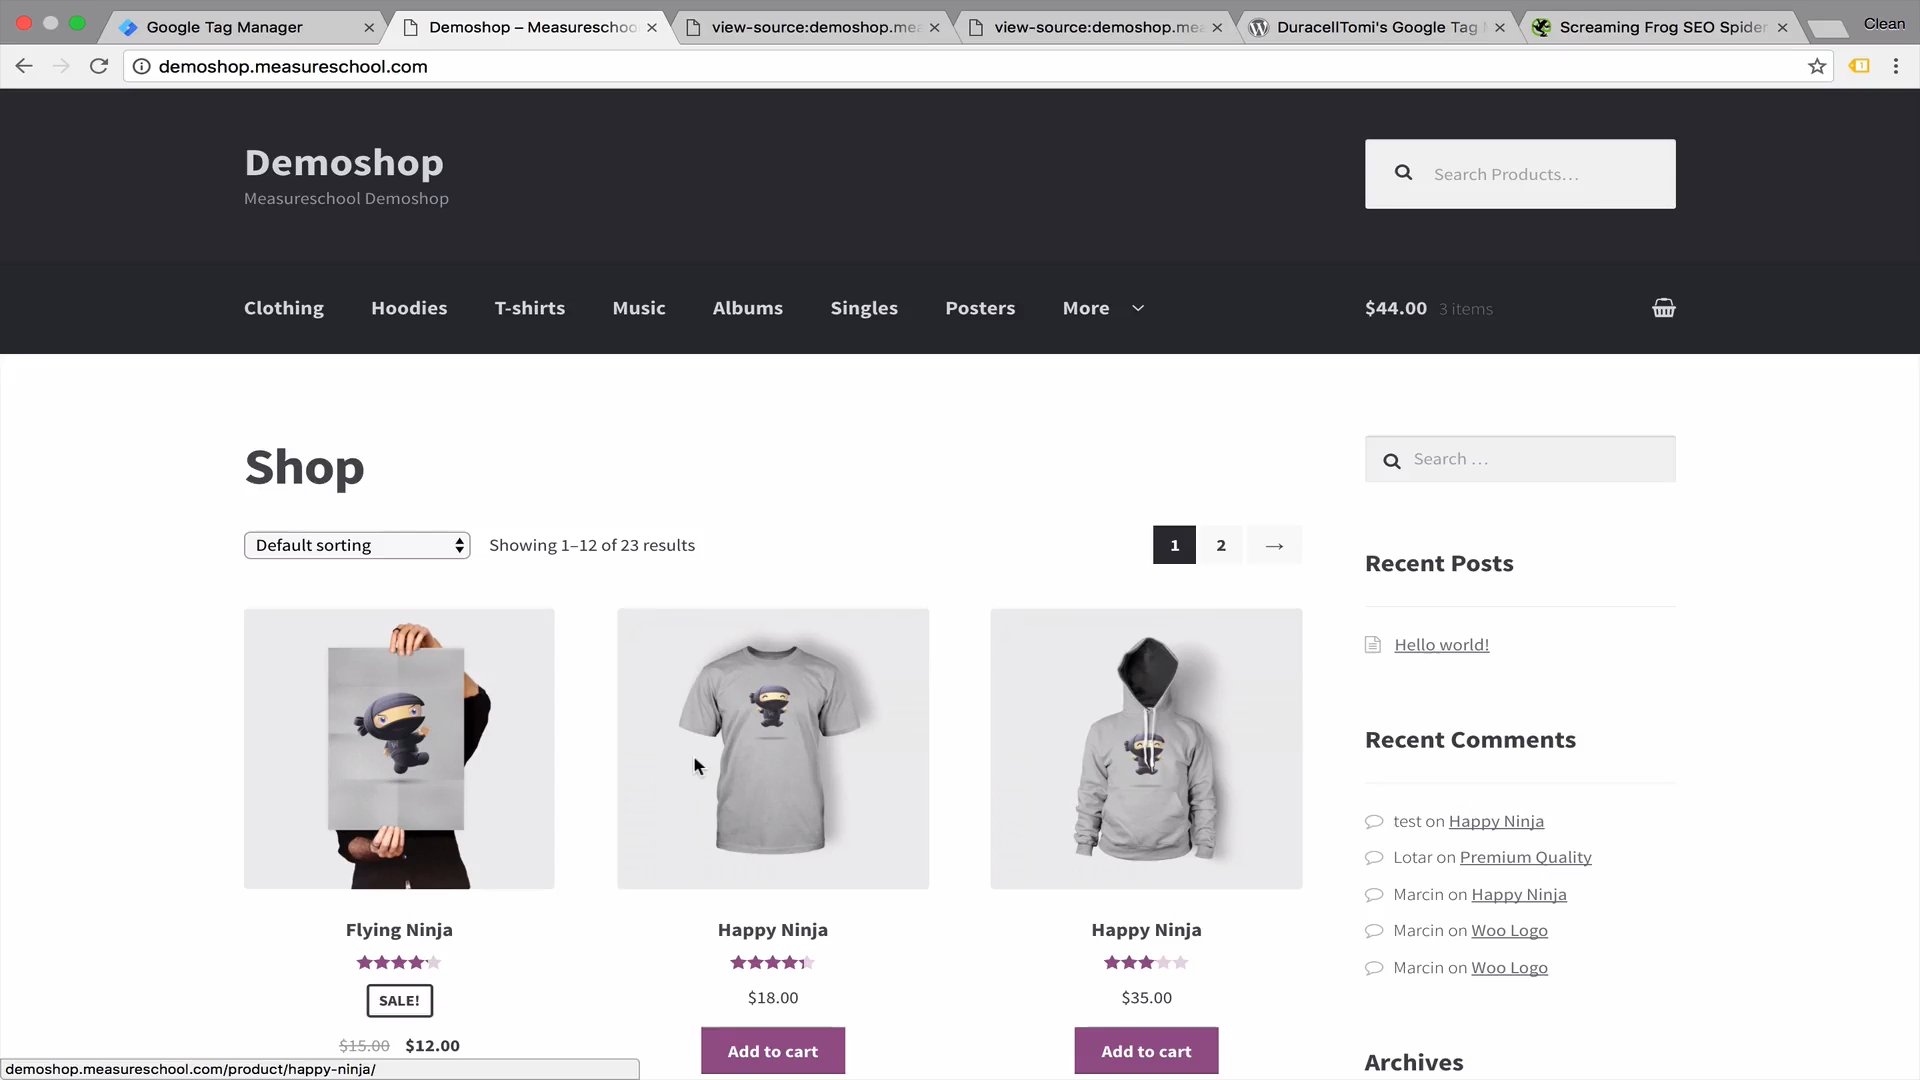 Google Tag Manager
Demoshop – Measureschoo
view-source:demoshop.mea
view-source:demoshop.mea
DuracellTomi's Google Tag M
Screaming Frog SEO Spider
Clean
demoshop.measureschool.com
1
Demoshop
Measureschool Demoshop
Search Products…
Clothing
Hoodies
T-shirts
Music
Albums
Singles
Posters
More
$44.00 3 items
Shop
Search …
Default sorting
Showing 1–12 of 23 results
1
2
→
Recent Posts
Hello world!
Recent Comments
test on Happy Ninja
Lotar on Premium Quality
Marcin on Happy Ninja
Marcin on Woo Logo
Marcin on Woo Logo
Archives
Flying Ninja
SALE!
$15.00 $12.00
Happy Ninja
$18.00
Add to cart
Happy Ninja
$35.00
Add to cart
demoshop.measureschool.com/product/happy-ninja/